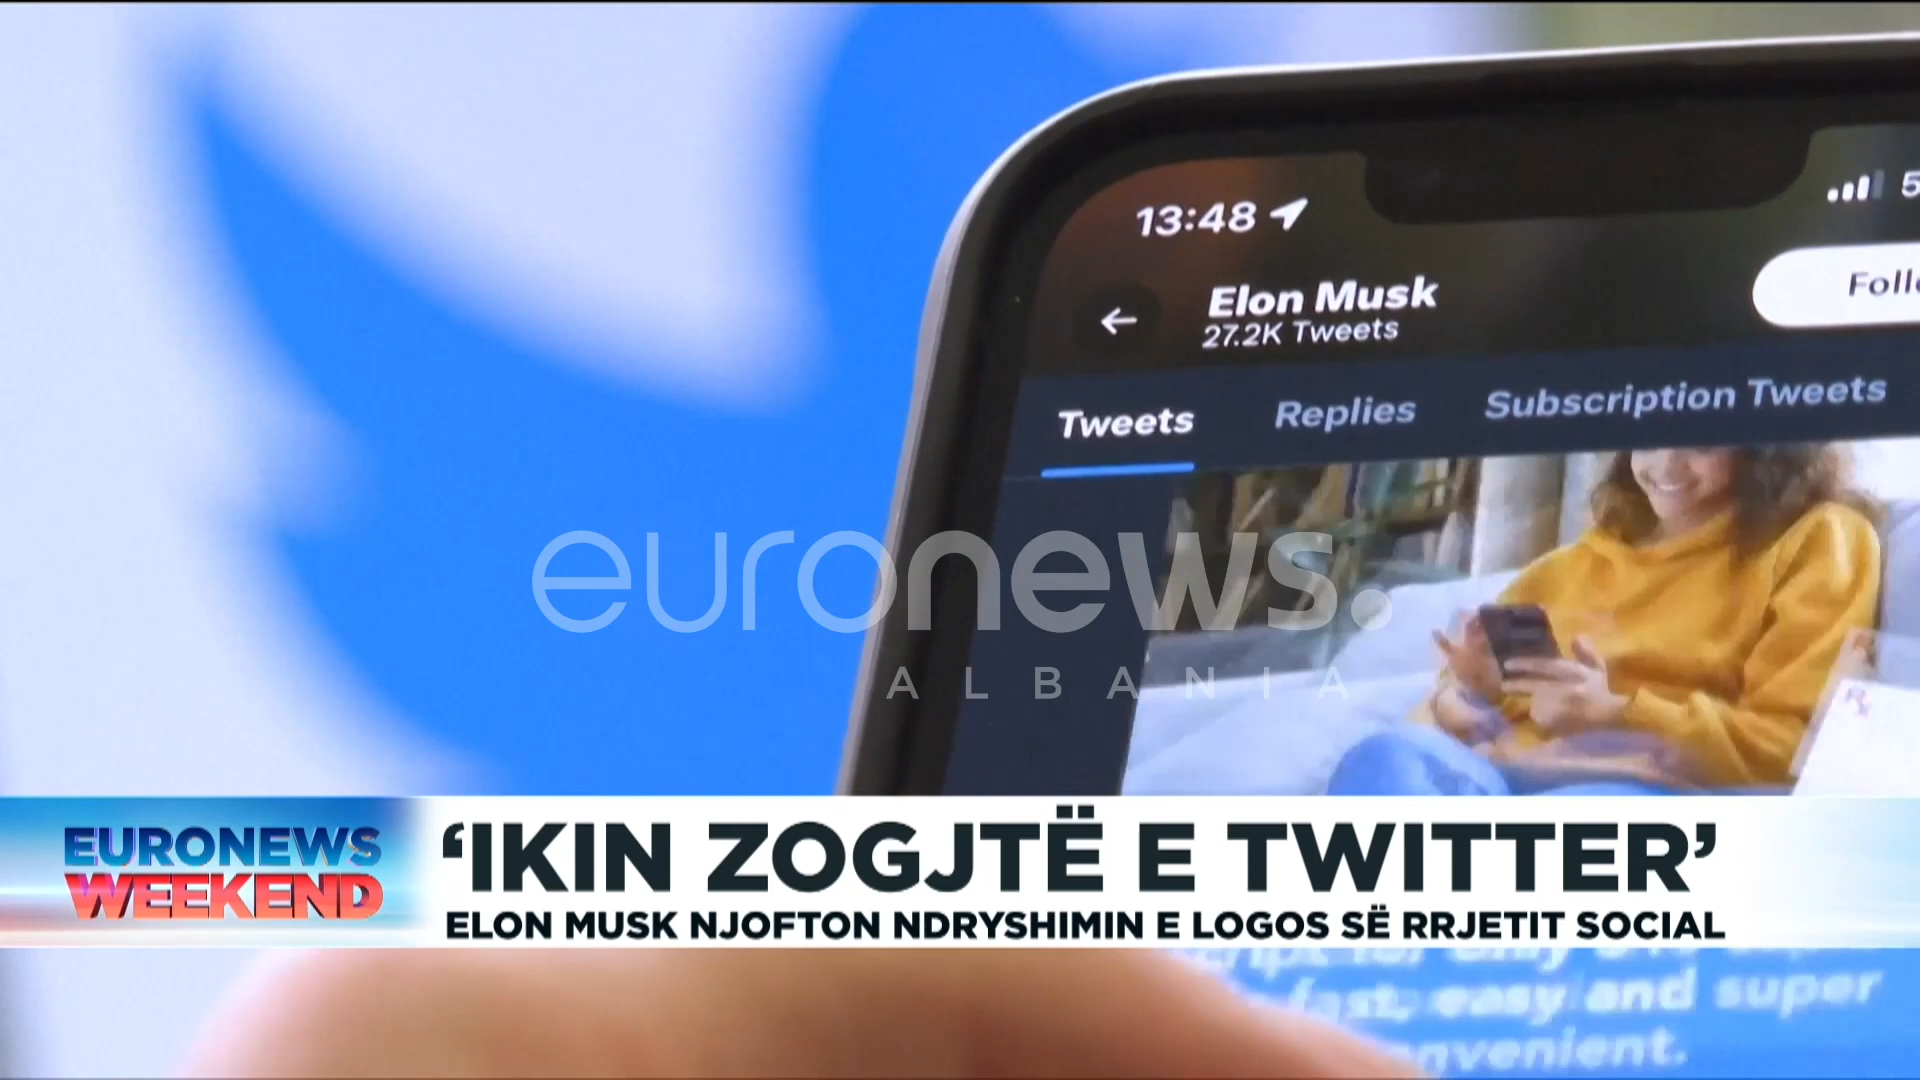 13:48
Elon Musk
27.2K Tweets
Tweets Replies Subscription Tweets
euronews.
ALBANIA
EURONEWS
WEEKEND
‘IKIN ZOGJTË E TWITTER’
ELON MUSK NJOFTON NDRYSHIMIN E LOGOS SË RRJETIT SOCIAL
fast, easy and super